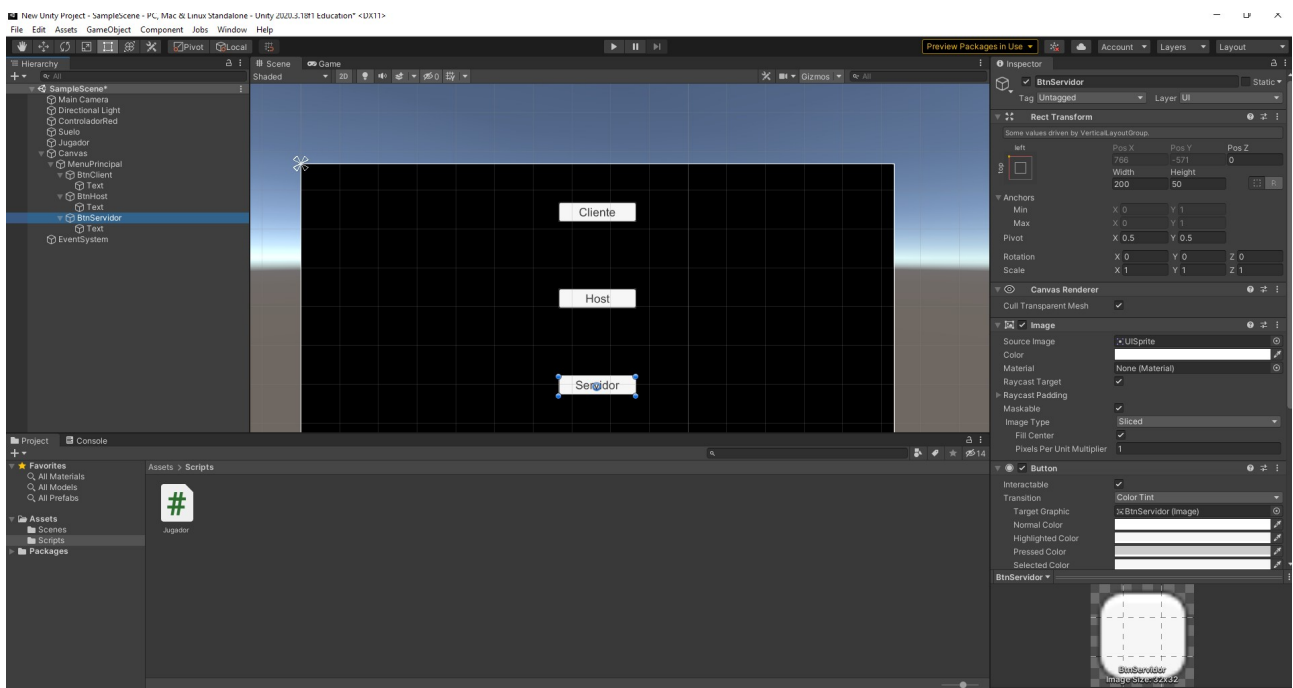 New Unity Project - SampleScene - PC, Mac & Linux Standalone - Unity 2020.3.18f1 Education* <DX11>
File Edit Assets GameObject Component Jobs Window Help
Pivot Local Preview Packages in Use Account Layers Layout
Hierarchy
All
SampleScene*
Main Camera
Directional Light
ControladorRed
Suelo
Jugador
Canvas
MenuPrincipal
BtnClient
Text
BtnHost
Text
BtnServidor
Text
EventSystem
Scene Game
Shaded 2D 0 Gizmos All
Cliente
Host
Servidor
Inspector
BtnServidor Static
Tag Untagged Layer UI
Rect Transform
Some values driven by VerticalLayoutGroup.
left Pos X Pos Y Pos Z
top 766 -571 0
Width Height
200 50 R
Anchors
Min X 0 Y 1
Max X 0 Y 1
Pivot X 0.5 Y 0.5
Rotation X 0 Y 0 Z 0
Scale X 1 Y 1 Z 1
Canvas Renderer
Cull Transparent Mesh
Image
Source Image UISprite
Color
Material None (Material)
Raycast Target
Raycast Padding
Maskable
Image Type Sliced
Fill Center
Pixels Per Unit Multiplier 1
Button
Interactable
Transition Color Tint
Target Graphic BtnServidor (Image)
Normal Color
Highlighted Color
Pressed Color
Selected Color
BtnServidor
BtnServidor
Image Size: 32x32
Project Console
14
Favorites
All Materials
All Models
All Prefabs
Assets
Scenes
Scripts
Packages
Assets > Scripts
#
Jugador